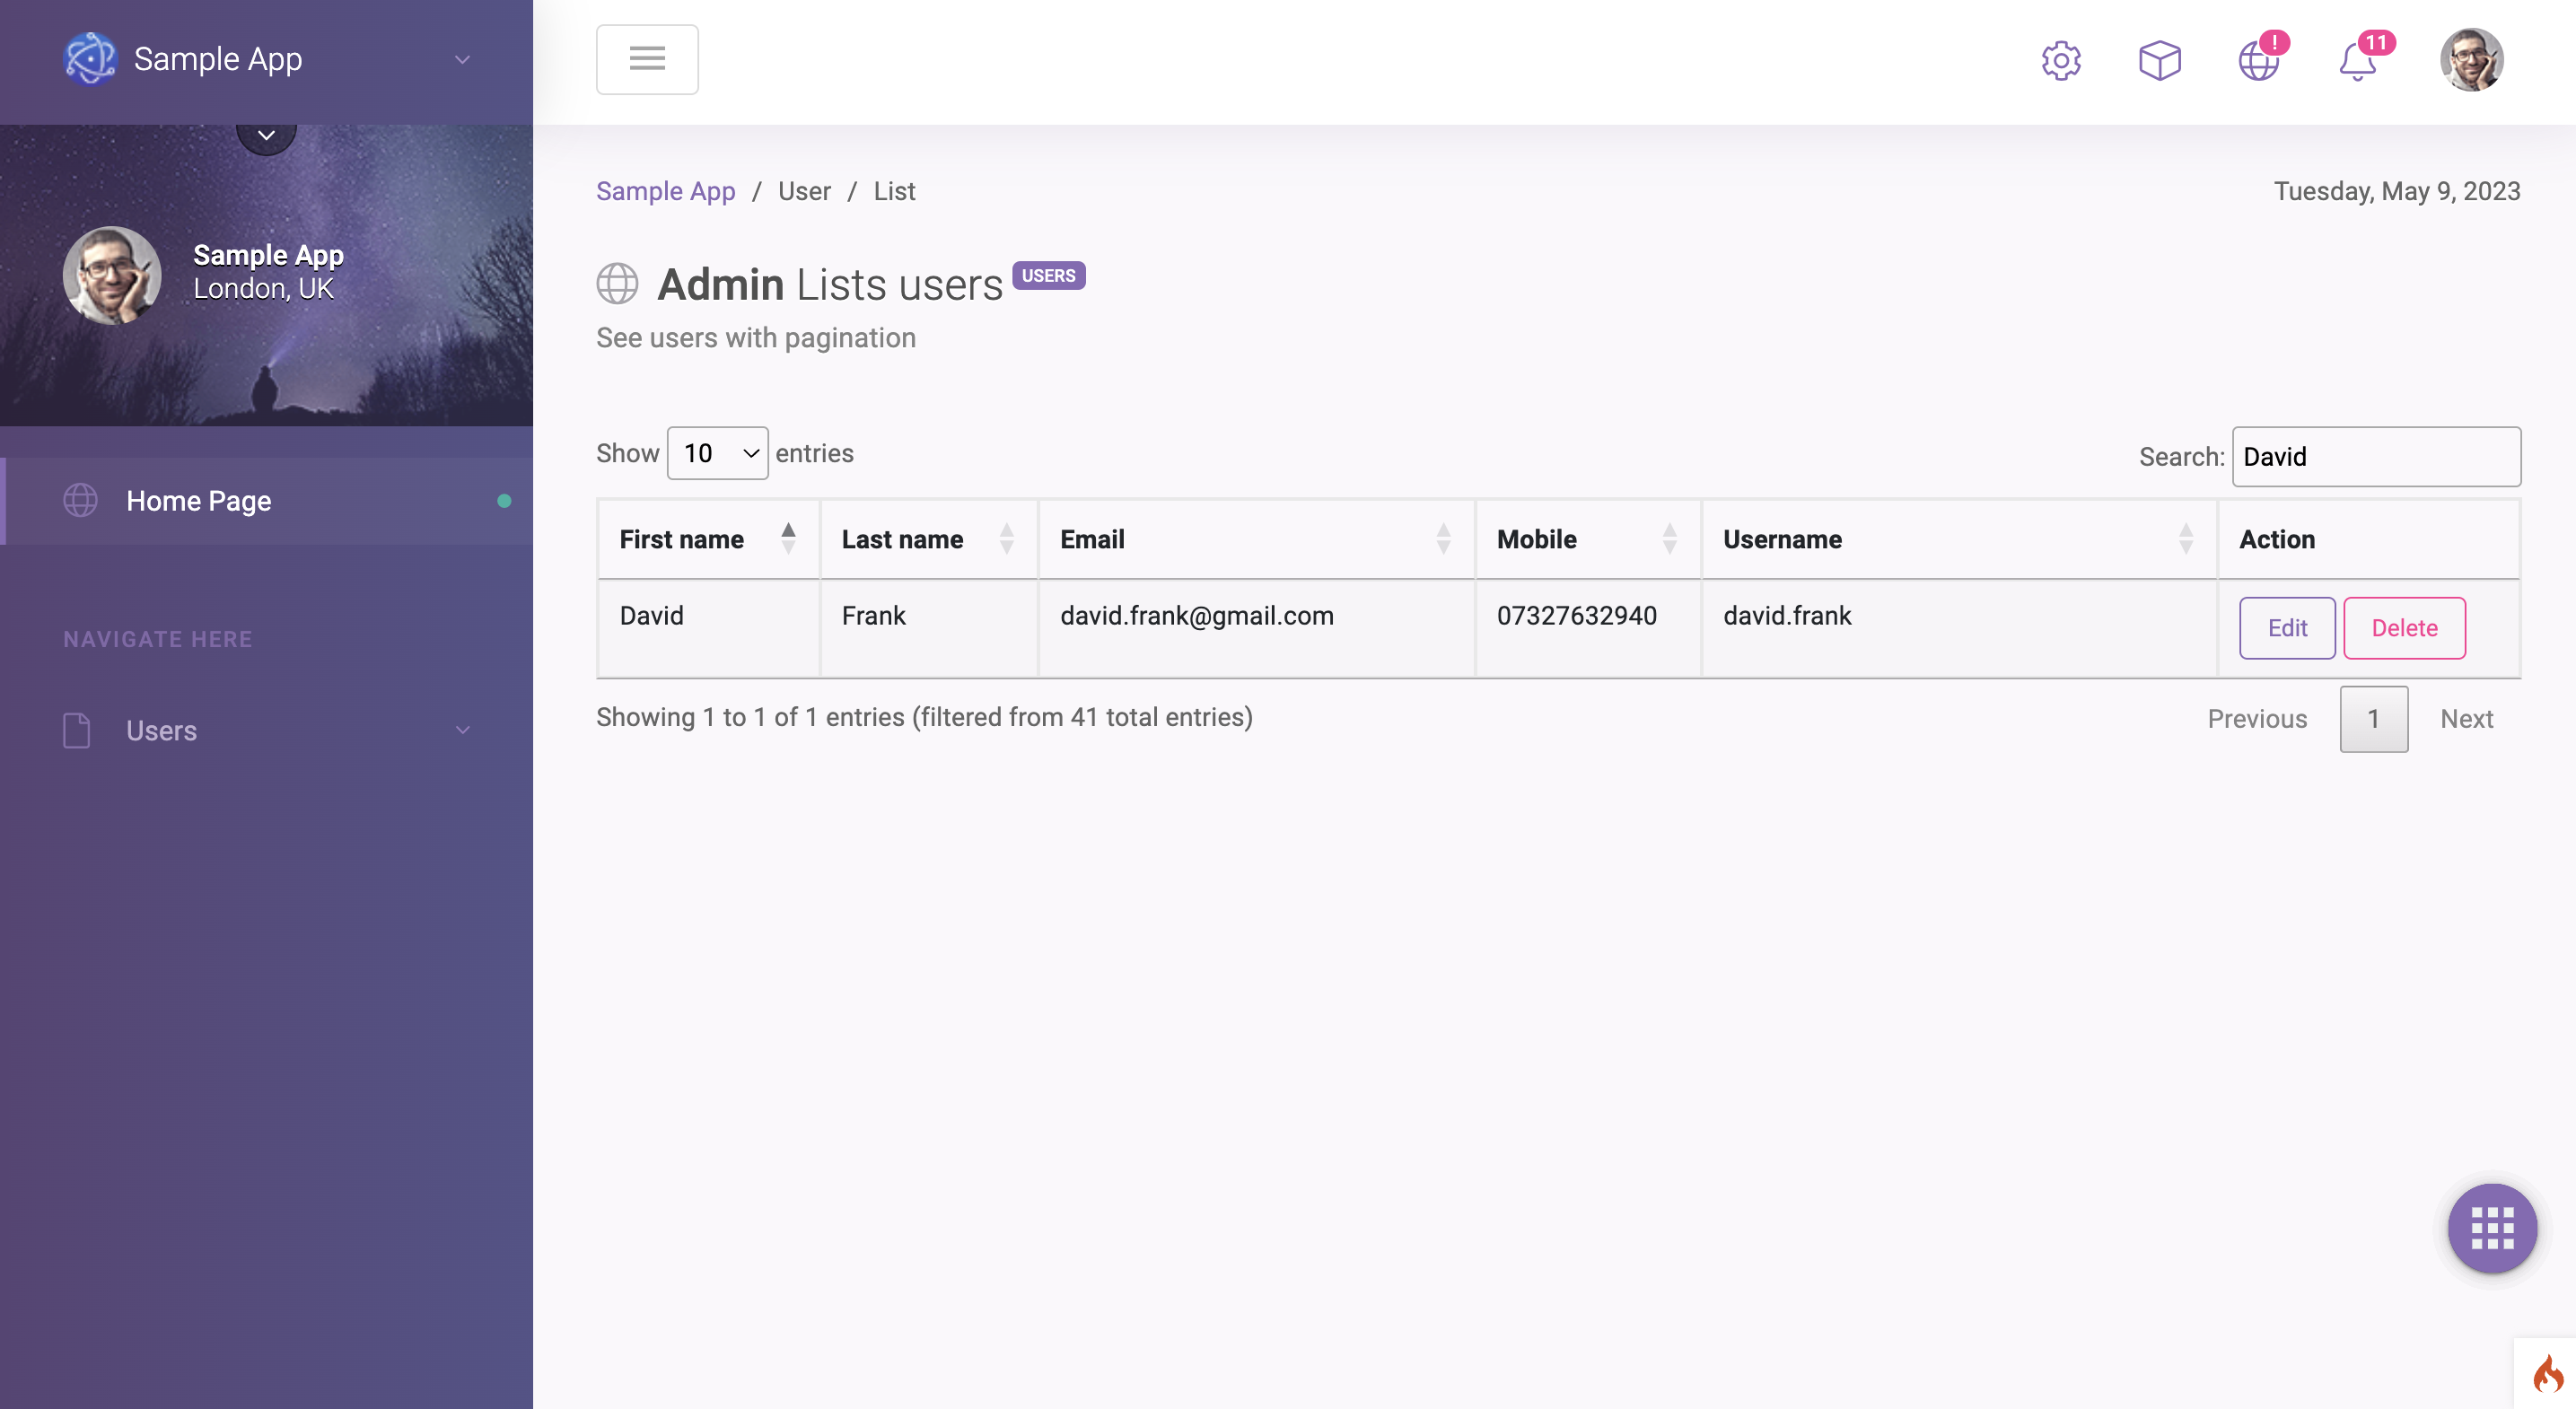 Sample App
! 11
Sample App / User / List
Tuesday, May 9, 2023
Sample App
London, UK
Admin Lists users USERS
See users with pagination
Home Page
NAVIGATE HERE
Users
Show 10 entries
Search: David
First name Last name Email Mobile Username Action
David Frank david.frank@gmail.com 07327632940 david.frank Edit Delete
Showing 1 to 1 of 1 entries (filtered from 41 total entries)
Previous 1 Next